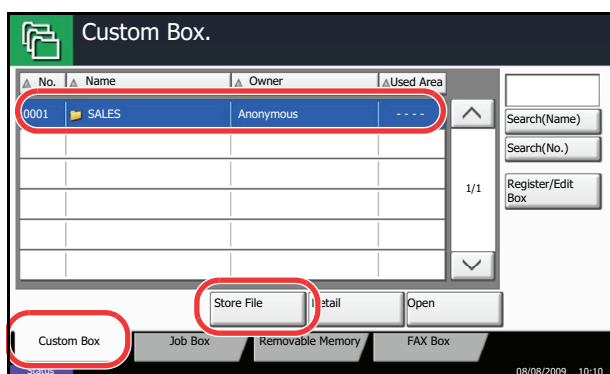 Custom Box.
No. Name Owner Used Area
0001 SALES Anonymous - - - -
Search(Name)
Search(No.)
1/1
Register/Edit
Box
Store File Detail Open
Custom Box Job Box Removable Memory FAX Box
Status 08/08/2009 10:10